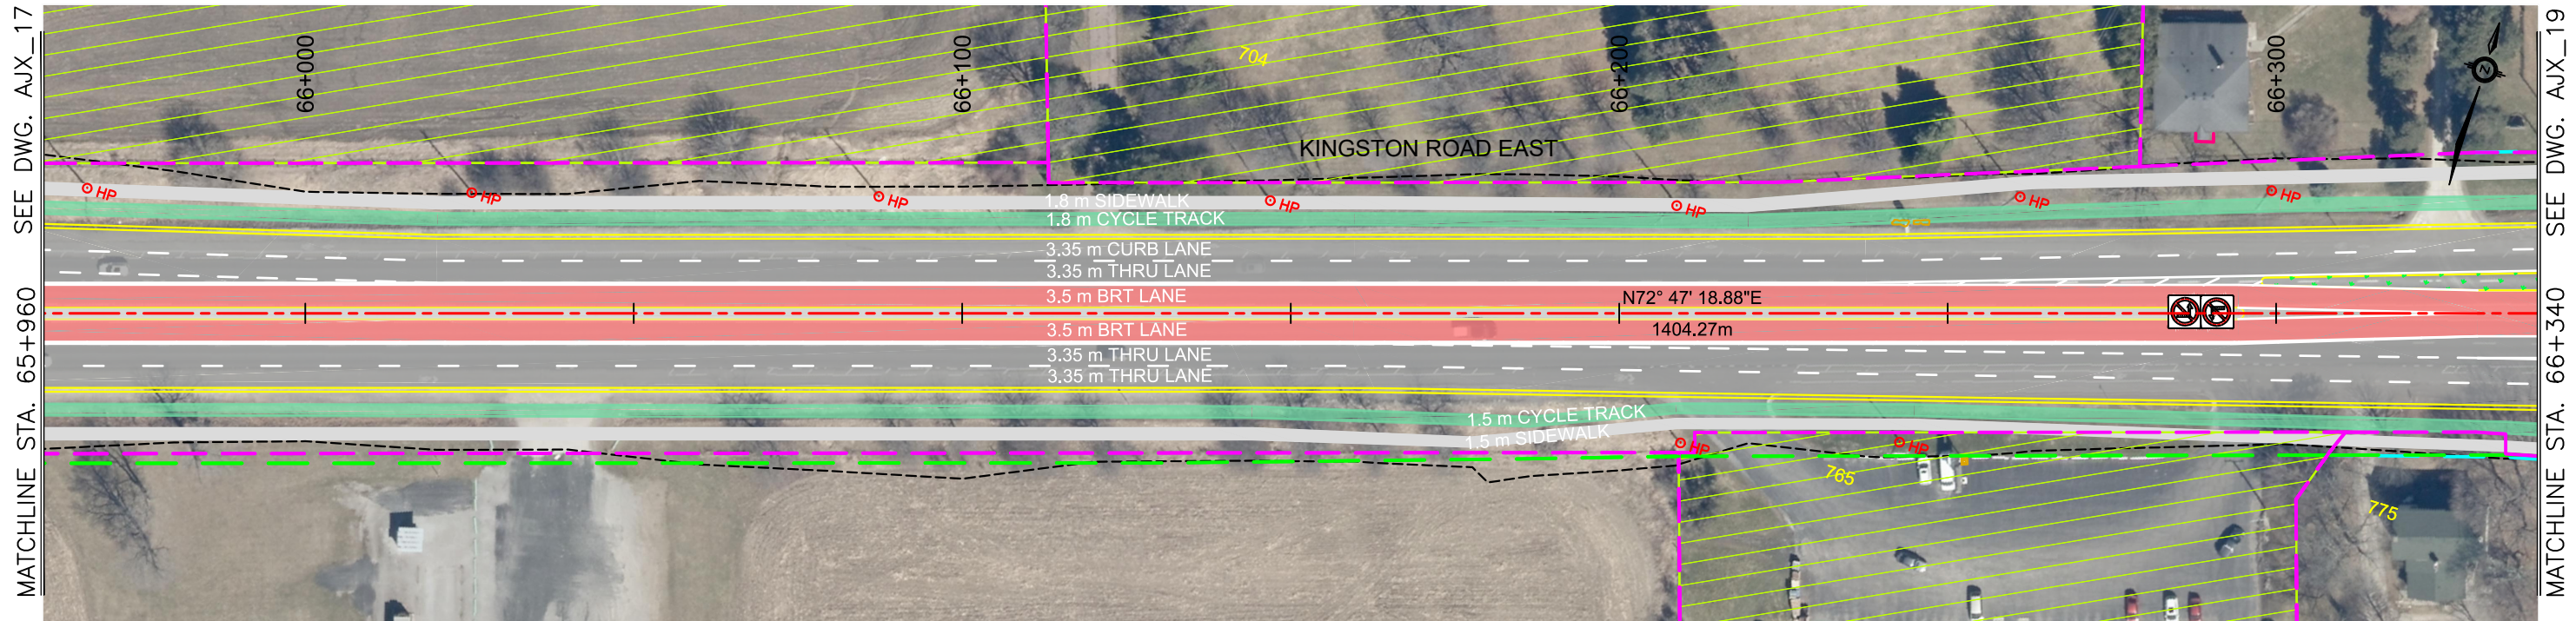 MATCHLINE STA. 65+960 SEE DWG. AJX_17
66+000
66+100
704
66+200
66+300
N
KINGSTON ROAD EAST
HP
HP
HP
HP
HP
HP
HP
1.8 m SIDEWALK
1.8 m CYCLE TRACK
3.35 m CURB LANE
3.35 m THRU LANE
3.5 m BRT LANE
N72° 47' 18.88"E
3.5 m BRT LANE
1404.27m
3.35 m THRU LANE
3.35 m THRU LANE
1.5 m CYCLE TRACK
1.5 m SIDEWALK
HP
HP
765
775
MATCHLINE STA. 66+340 SEE DWG. AJX_19